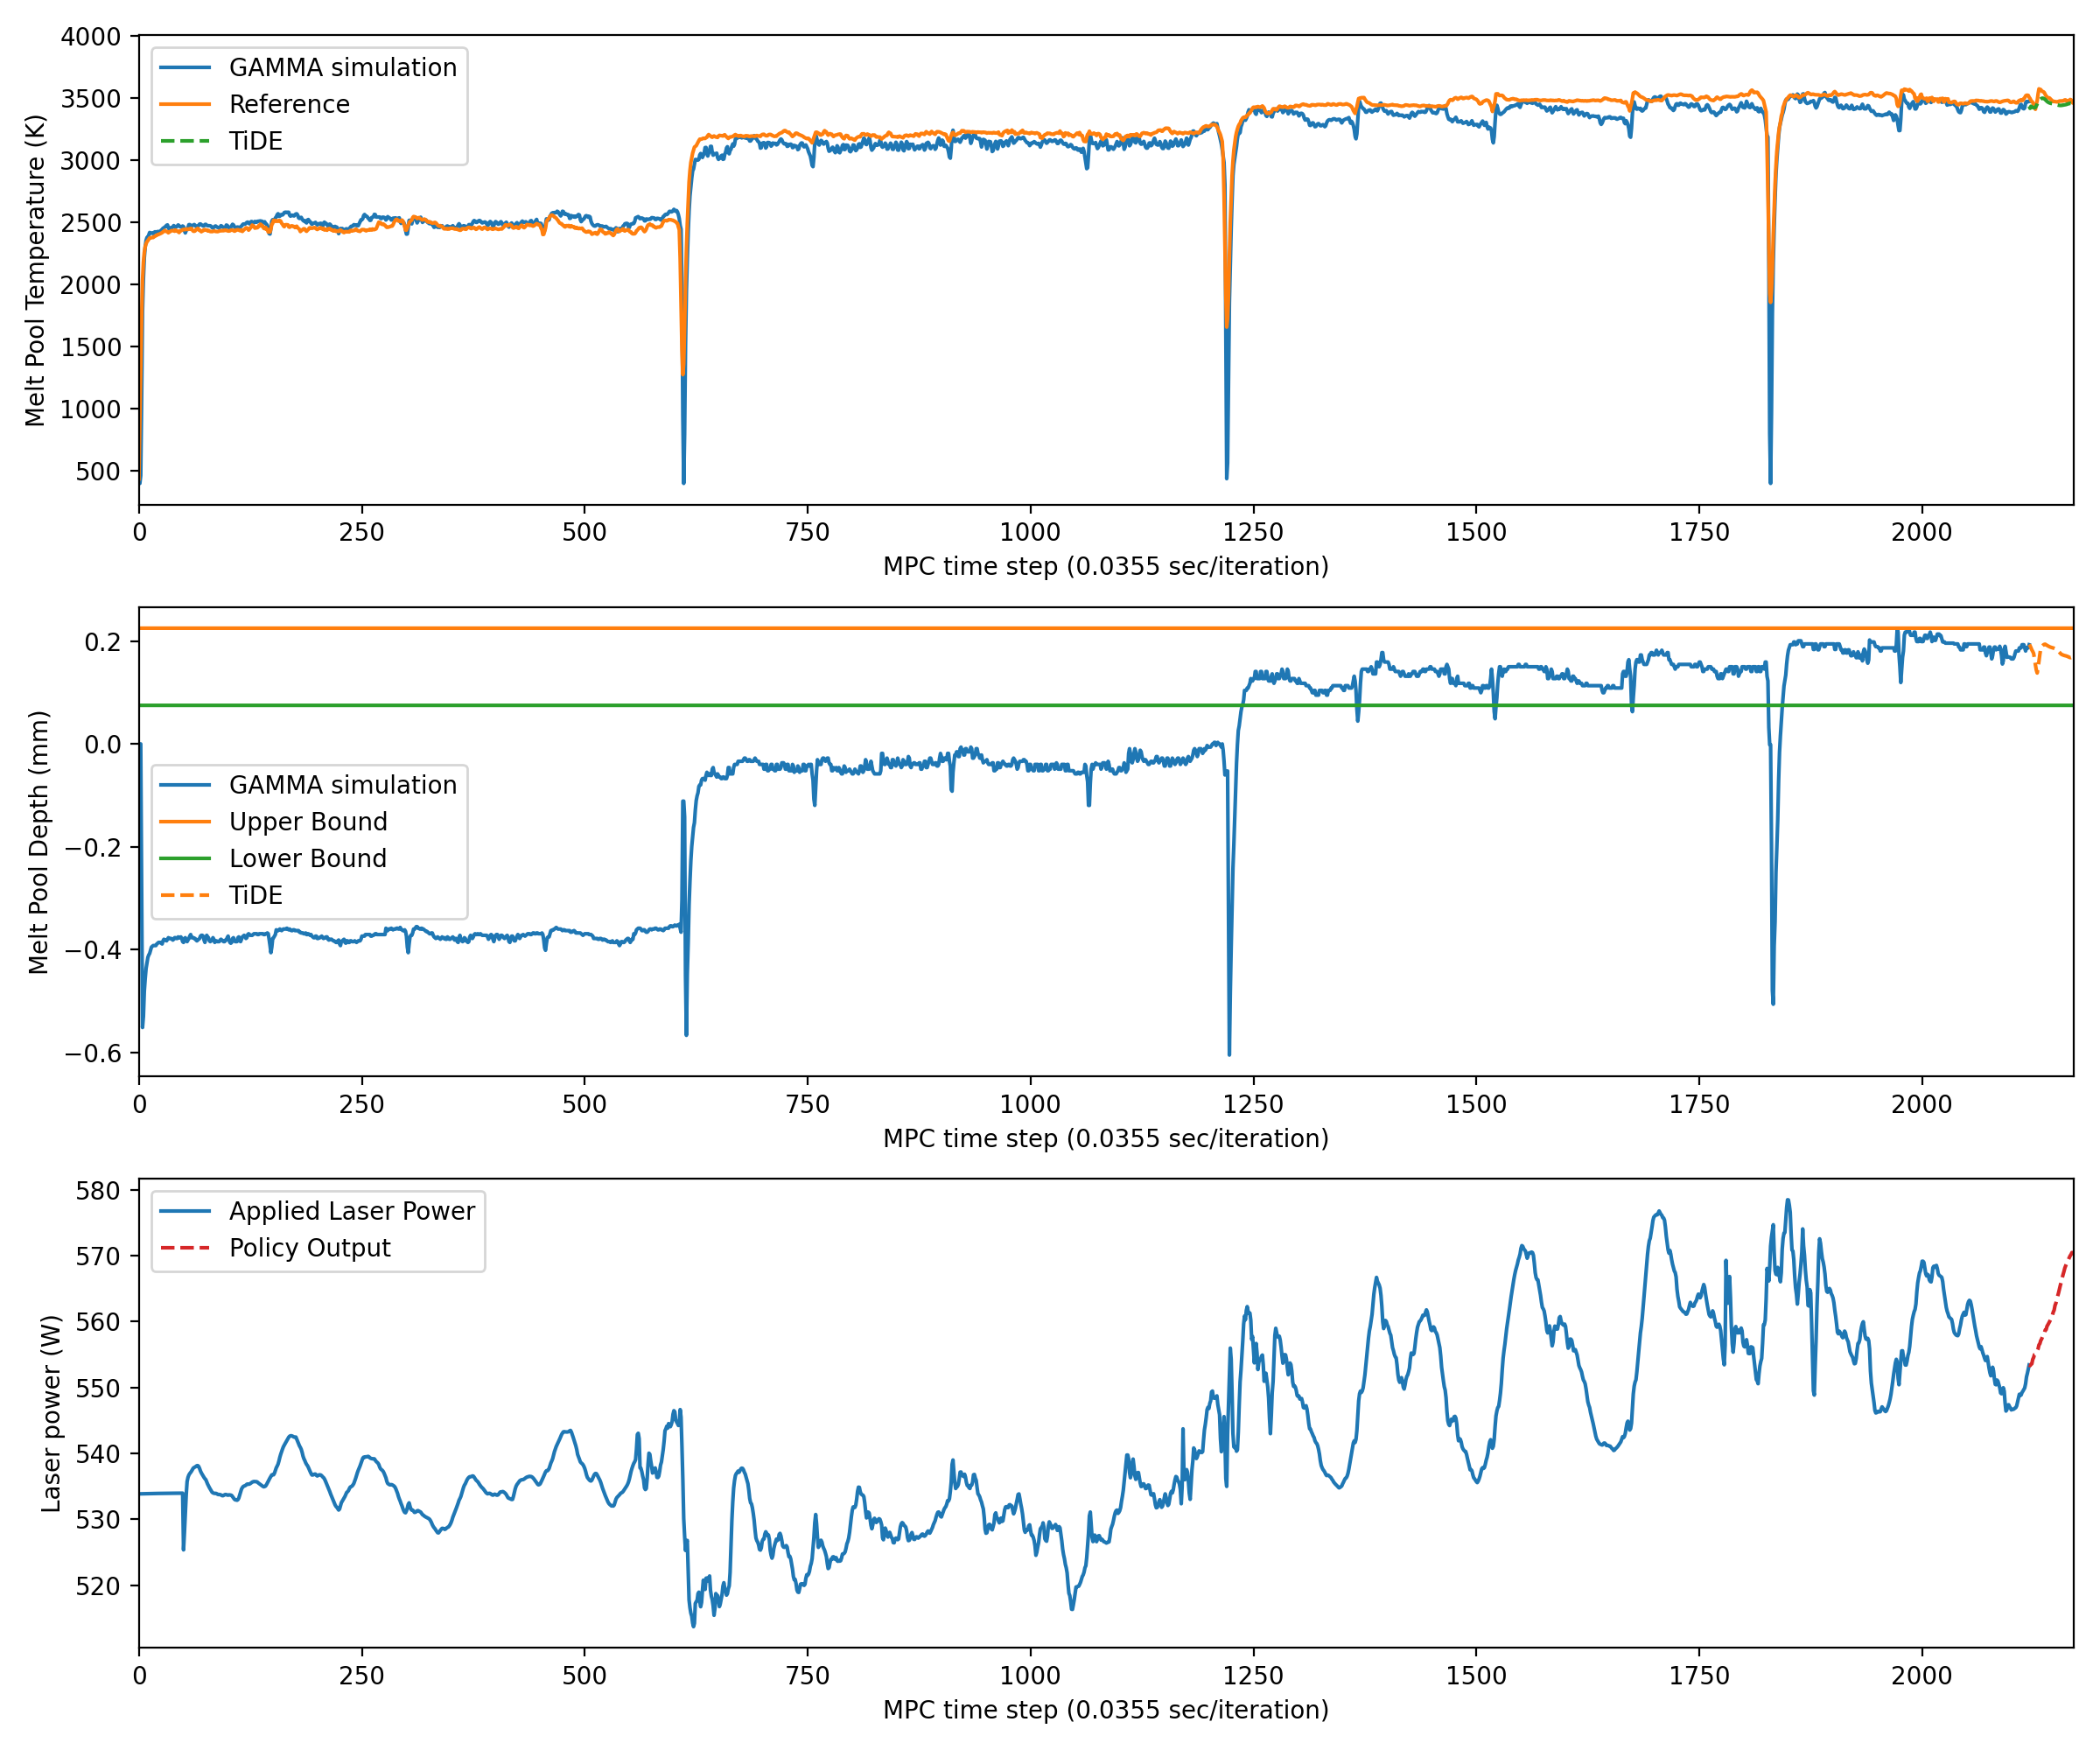 4000
3500
3000
2500
2000
1500
1000
500
Melt Pool Temperature (K)
GAMMA simulation
Reference
TiDE
0 250 500 750 1000 1250 1500 1750 2000
MPC time step (0.0355 sec/iteration)
0.2
0.0
−0.2
−0.4
−0.6
Melt Pool Depth (mm)
GAMMA simulation
Upper Bound
Lower Bound
TiDE
0 250 500 750 1000 1250 1500 1750 2000
MPC time step (0.0355 sec/iteration)
580
570
560
550
540
530
520
Laser power (W)
Applied Laser Power
Policy Output
0 250 500 750 1000 1250 1500 1750 2000
MPC time step (0.0355 sec/iteration)